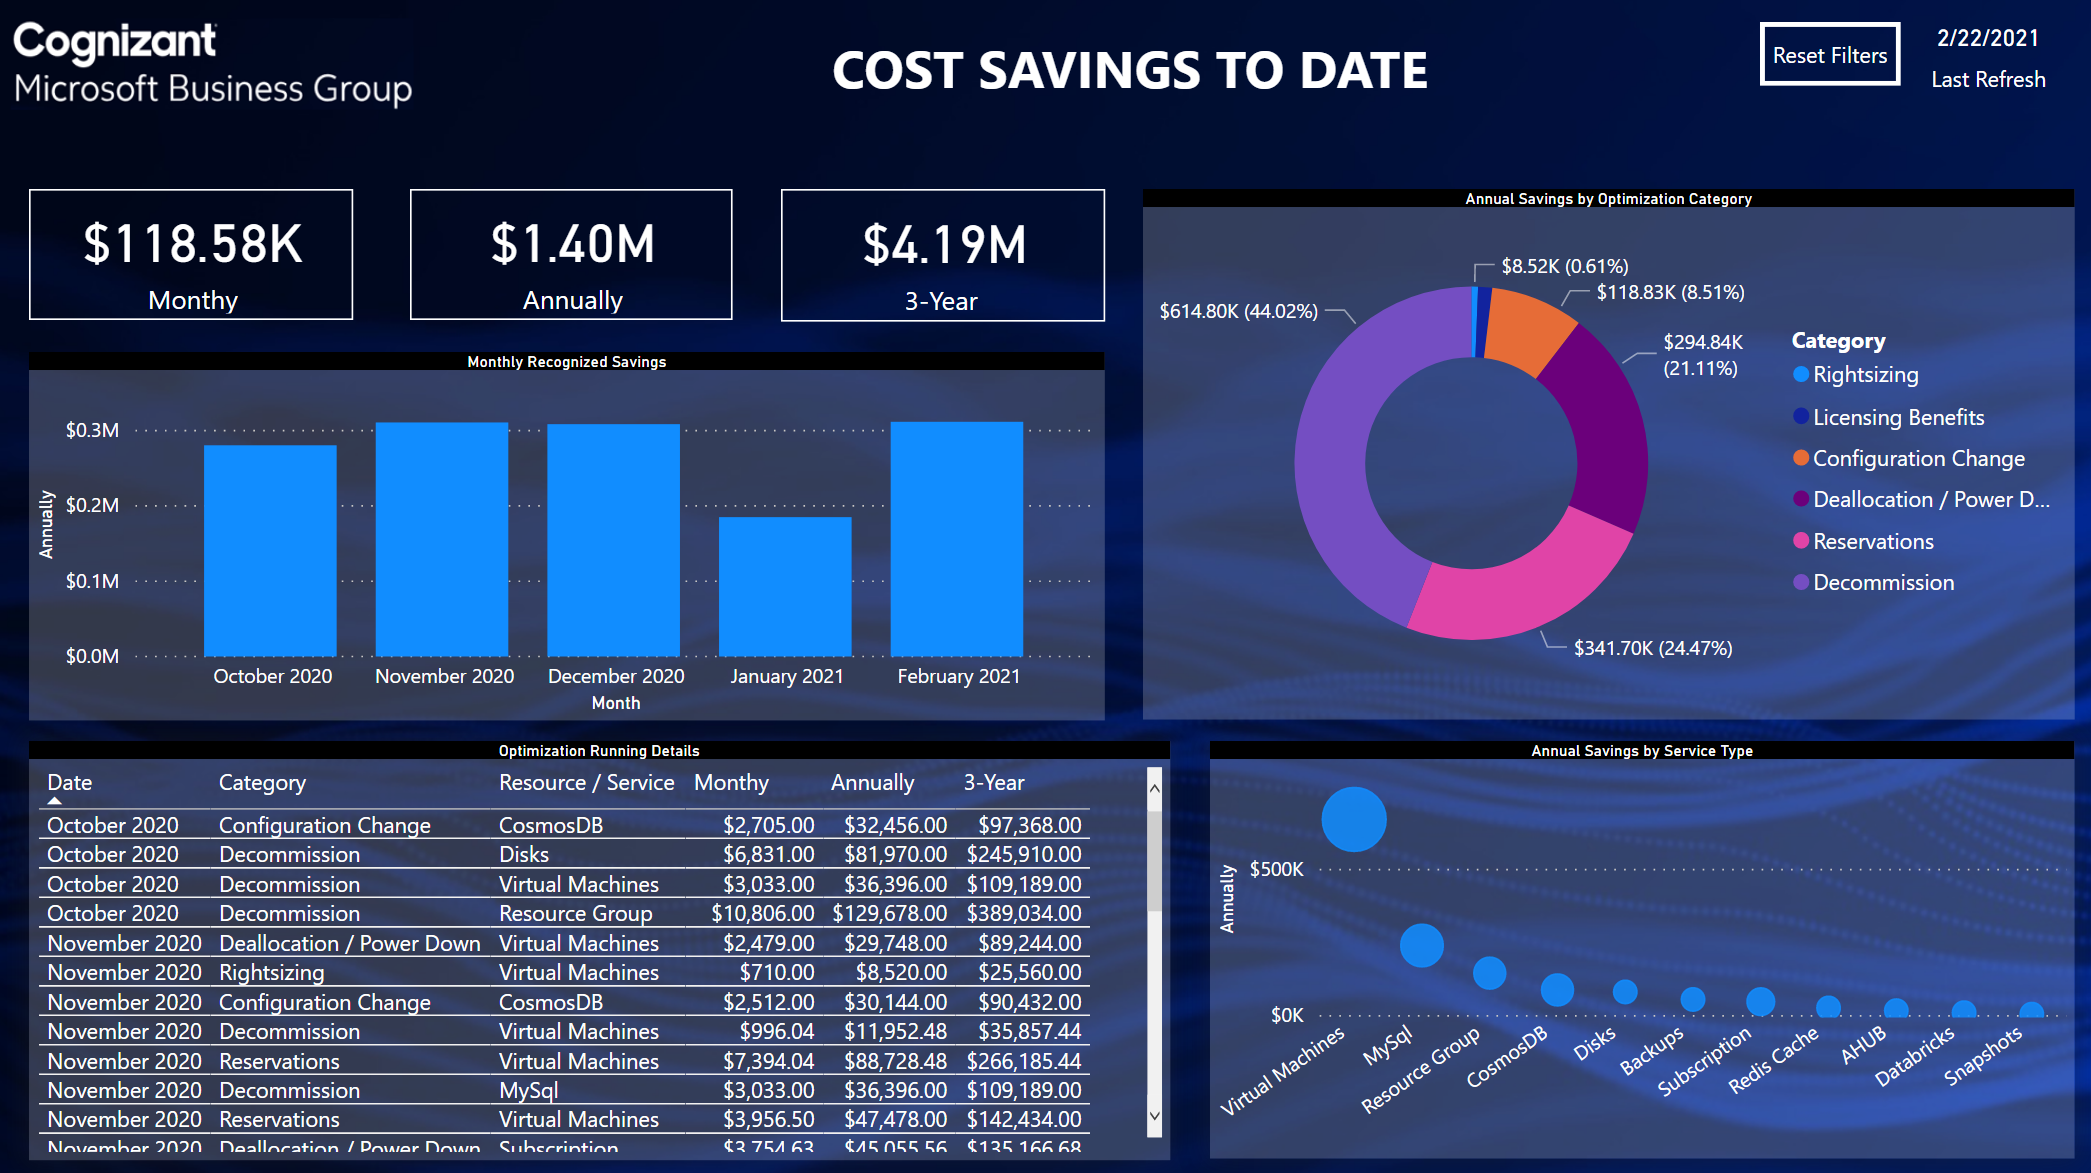 Cognizant
Microsoft Business Group
COST SAVINGS TO DATE
Reset Filters
2/22/2021
Last Refresh
$118.58K
Monthy
$1.40M
Annually
$4.19M
3-Year
Monthly Recognized Savings
Annually
$0.3M
$0.2M
$0.1M
$0.0M
October 2020 November 2020 December 2020 January 2021 February 2021
Month
Annual Savings by Optimization Category
$8.52K (0.61%)
$118.83K (8.51%)
$294.84K
(21.11%)
$341.70K (24.47%)
$614.80K (44.02%)
Category
Rightsizing
Licensing Benefits
Configuration Change
Deallocation / Power D...
Reservations
Decommission
Optimization Running Details
Date Category Resource / Service Monthy Annually 3-Year
October 2020 Configuration Change CosmosDB $2,705.00 $32,456.00 $97,368.00
October 2020 Decommission Disks $6,831.00 $81,970.00 $245,910.00
October 2020 Decommission Virtual Machines $3,033.00 $36,396.00 $109,189.00
October 2020 Decommission Resource Group $10,806.00 $129,678.00 $389,034.00
November 2020 Deallocation / Power Down Virtual Machines $2,479.00 $29,748.00 $89,244.00
November 2020 Rightsizing Virtual Machines $710.00 $8,520.00 $25,560.00
November 2020 Configuration Change CosmosDB $2,512.00 $30,144.00 $90,432.00
November 2020 Decommission Virtual Machines $996.04 $11,952.48 $35,857.44
November 2020 Reservations Virtual Machines $7,394.04 $88,728.48 $266,185.44
November 2020 Decommission MySql $3,033.00 $36,396.00 $109,189.00
November 2020 Reservations Virtual Machines $3,956.50 $47,478.00 $142,434.00
November 2020 Deallocation / Power Down Subscription $3,754.63 $45,055.56 $135,166.68
Annual Savings by Service Type
Annually
$500K
$0K
Virtual Machines
MySql
Resource Group
CosmosDB
Disks
Backups
Subscription
Redis Cache
AHUB
Databricks
Snapshots